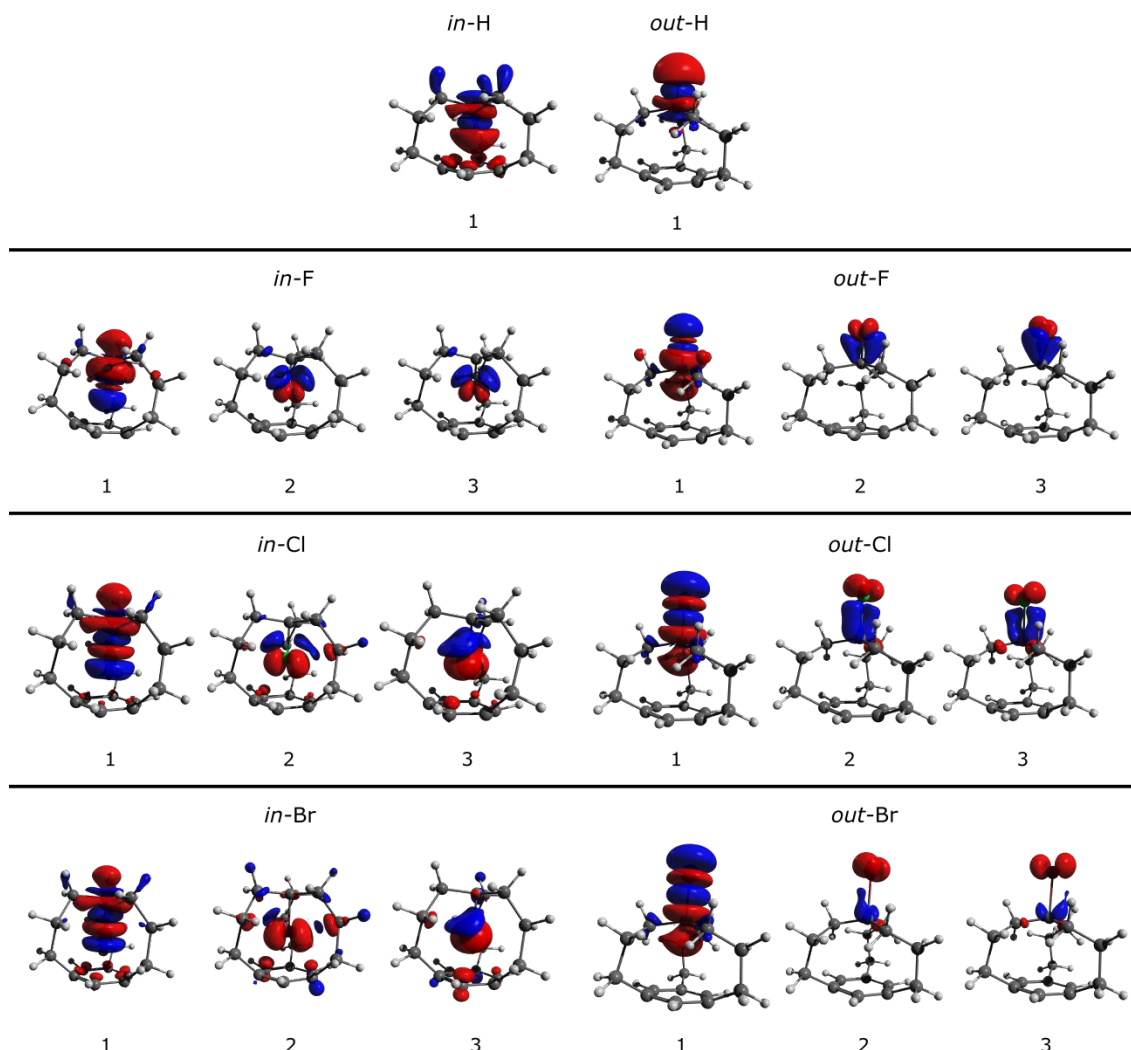 in-H out-H
1 1
in-F out-F
1 2 3 1 2 3
in-Cl out-Cl
1 2 3 1 2 3
in-Br out-Br
1 2 3 1 2 3